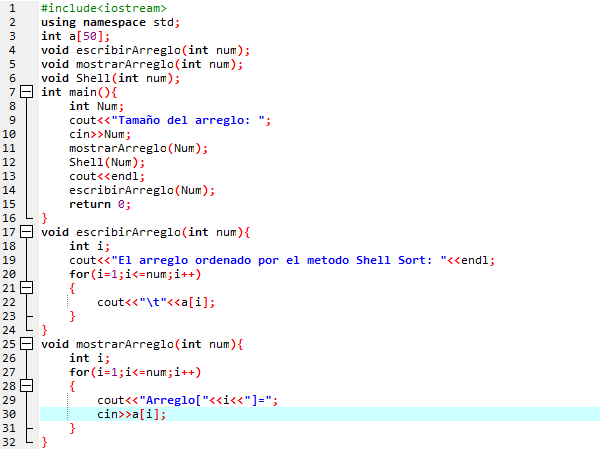 1 #include<iostream>
2 using namespace std;
3 int a[50];
4 void escribirArreglo(int num);
5 void mostrarArreglo(int num);
6 void Shell(int num);
7 int main(){
8 int Num;
9 cout<<"Tamaño del arreglo: ";
10 cin>>Num;
11 mostrarArreglo(Num);
12 Shell(Num);
13 cout<<endl;
14 escribirArreglo(Num);
15 return 0;
16 }
17 void escribirArreglo(int num){
18 int i;
19 cout<<"El arreglo ordenado por el metodo Shell Sort: "<<endl;
20 for(i=1;i<=num;i++)
21 {
22 cout<<"\t"<<a[i];
23 }
24 }
25 void mostrarArreglo(int num){
26 int i;
27 for(i=1;i<=num;i++)
28 {
29 cout<<"Arreglo["<<i<<"]=";
30 cin>>a[i];
31 }
32 }